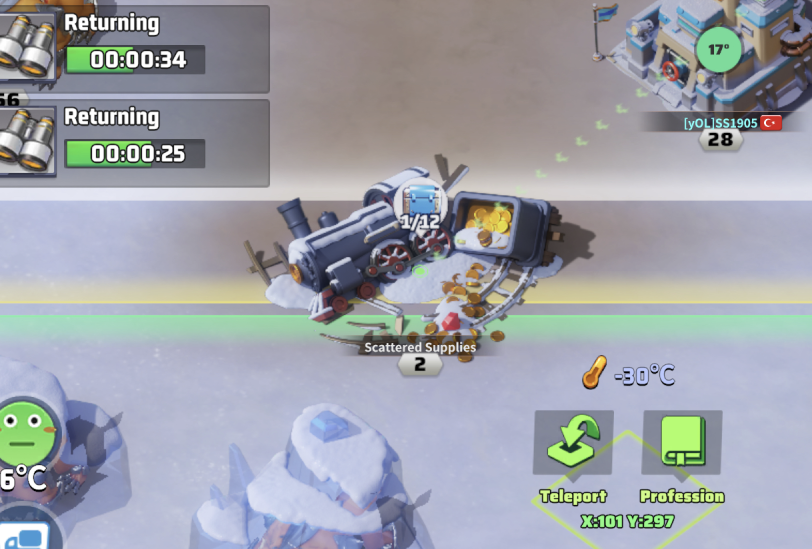 Returning
00:00:34
Returning
00:00:25
17°
[yOL]SS1905
28
1/12
Scattered Supplies
2
-30°C
6°C
Teleport
Profession
X:101 Y:297